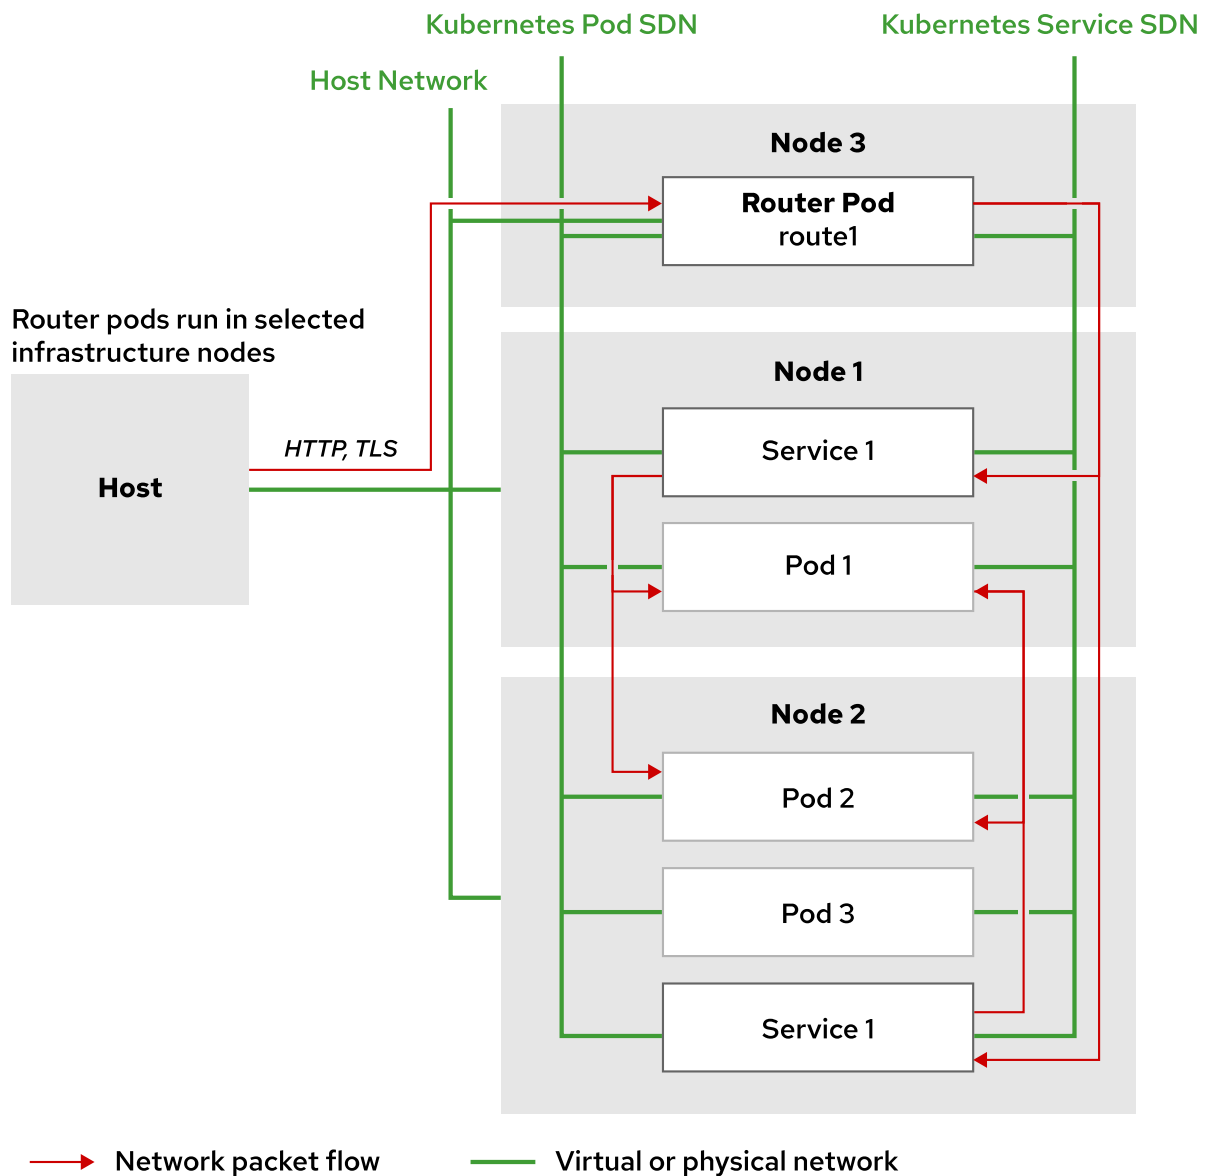 Kubernetes Pod SDN
Kubernetes Service SDN
Host Network
Node 3
Router Pod
route1
Router pods run in selected
infrastructure nodes
Node 1
Service 1
HTTP, TLS
Host
Pod 1
Node 2
Pod 2
Pod 3
Service 1
Network packet flow
Virtual or physical network